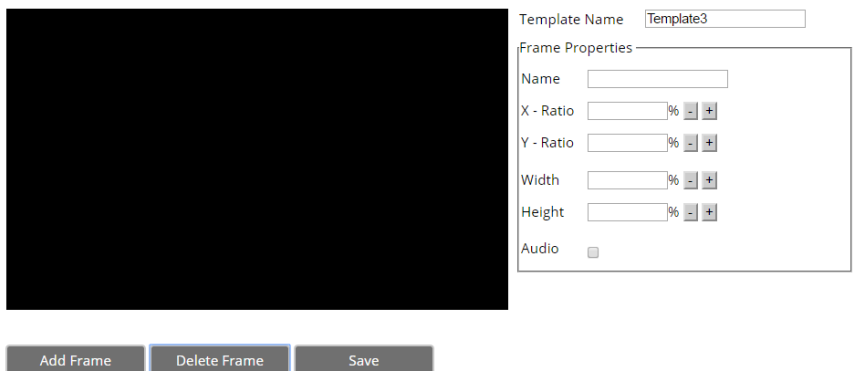 Template Name Template3
Frame Properties
Name
X - Ratio % - +
Y - Ratio % - +
Width % - +
Height % - +
Audio
Add Frame Delete Frame Save